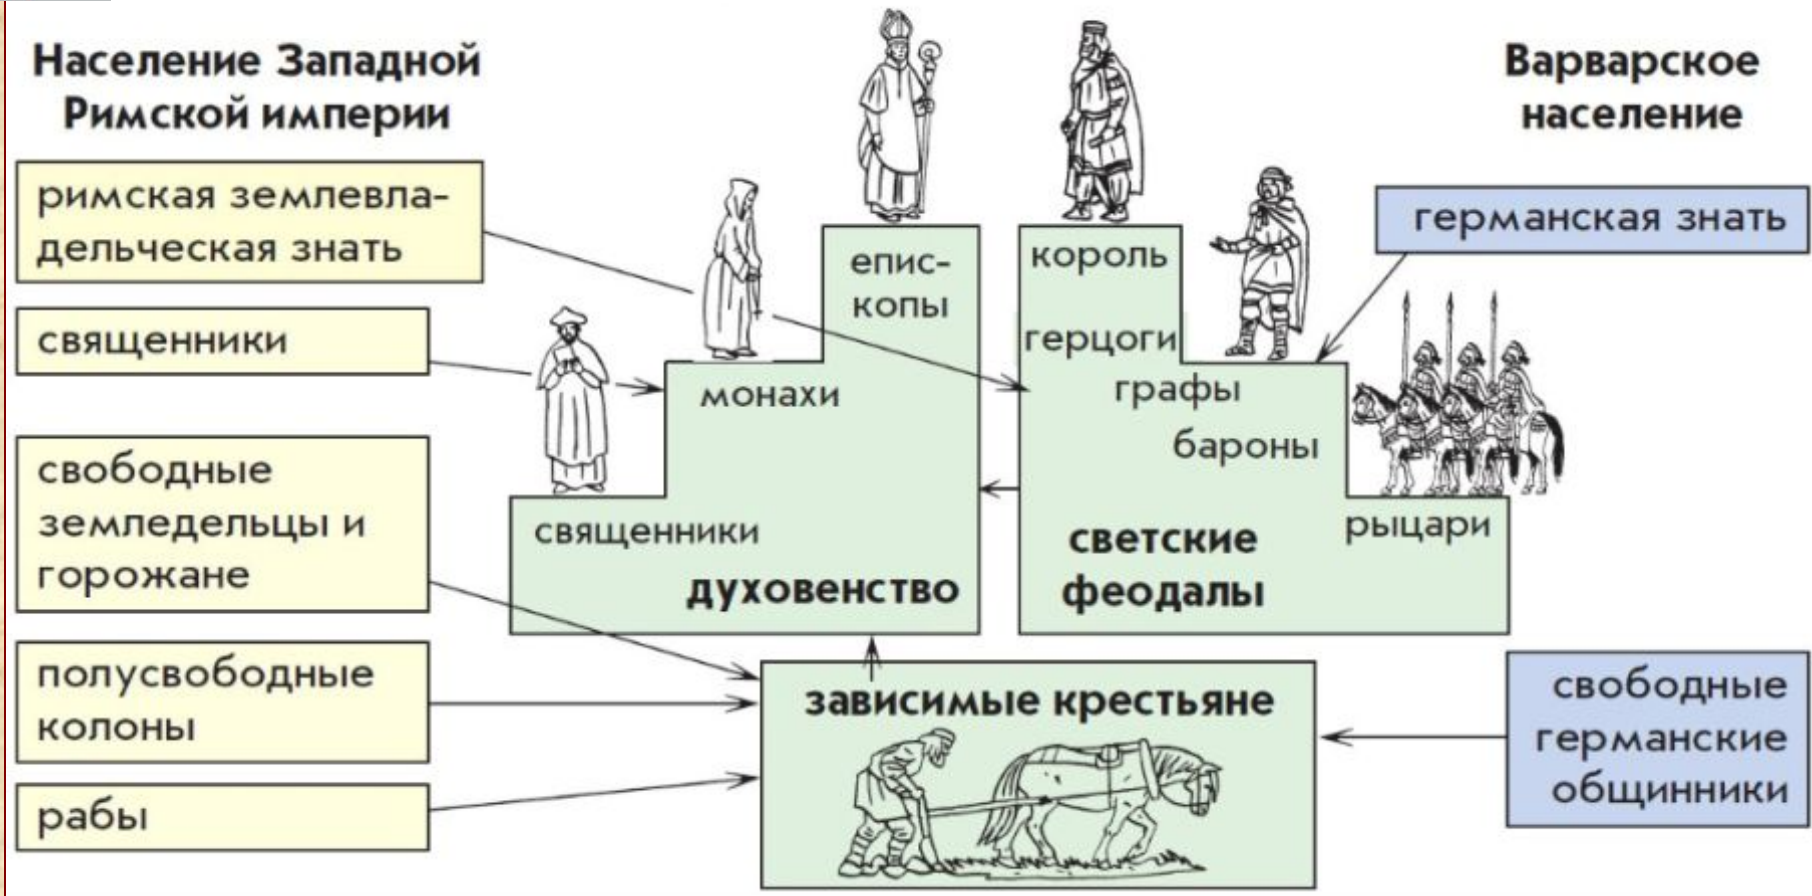 Население Западной
Римской империи
римская землевла-
дельческая знать
священники
свободные
земледельцы и
горожане
полусвободные
колоны
рабы
епис-
копы
монахи
священники
духовенство
король
герцоги
графы
бароны
рыцари
светские
феодалы
зависимые крестьяне
Варварское
население
германская знать
свободные
германские
общинники